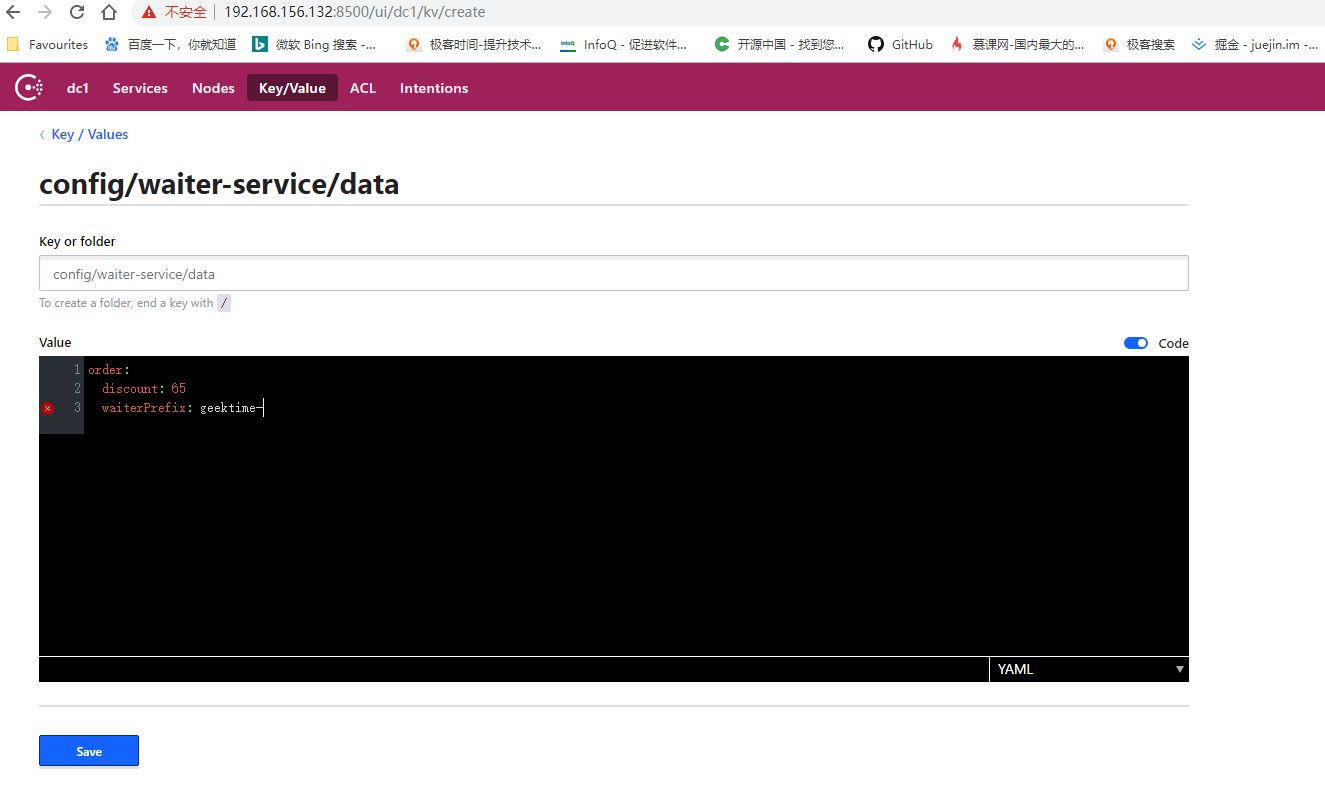 不安全 192.168.156.132:8500/ui/dc1/kv/create
Favourites 百度一下，你就知道 微软 Bing 搜索 -... 极客时间-提升技术... InfoQ InfoQ - 促进软件... 开源中国 - 找到您... GitHub 慕课网-国内最大的... 极客搜索 掘金 - juejin.im -...
dc1 Services Nodes Key/Value ACL Intentions
‹ Key / Values
config/waiter-service/data
Key or folder
config/waiter-service/data
To create a folder, end a key with /
Value Code
1 order:
2 discount: 65
3 waiterPrefix: geektime-
YAML
Save